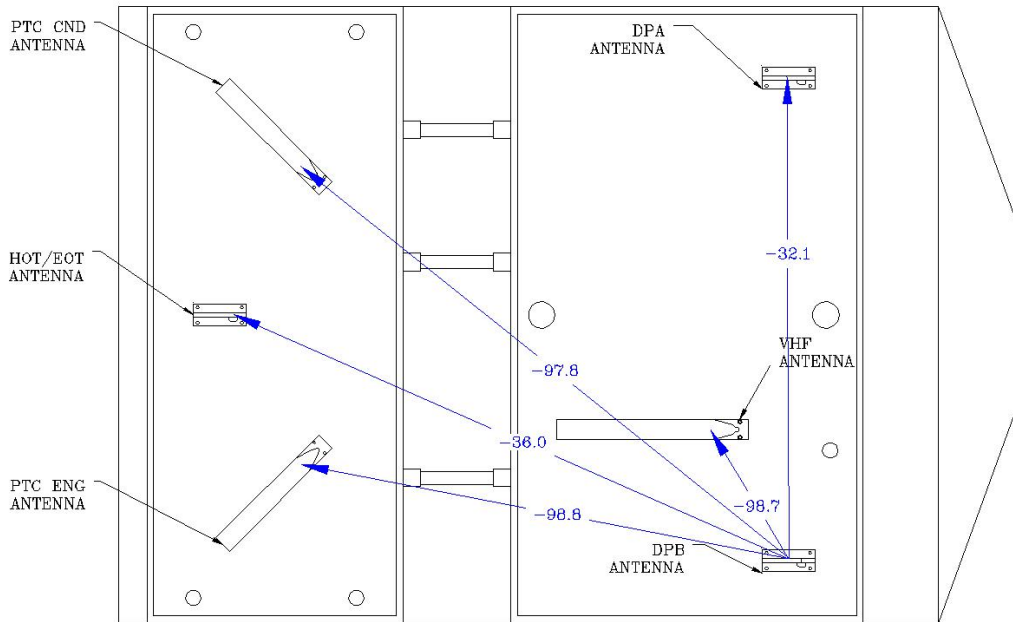 PTC CND
ANTENNA
DPA
ANTENNA
-32.1
HOT/EOT
ANTENNA
VHF
ANTENNA
-97.8
-36.0
PTC ENG
ANTENNA
-98.8
-98.7
DPB
ANTENNA